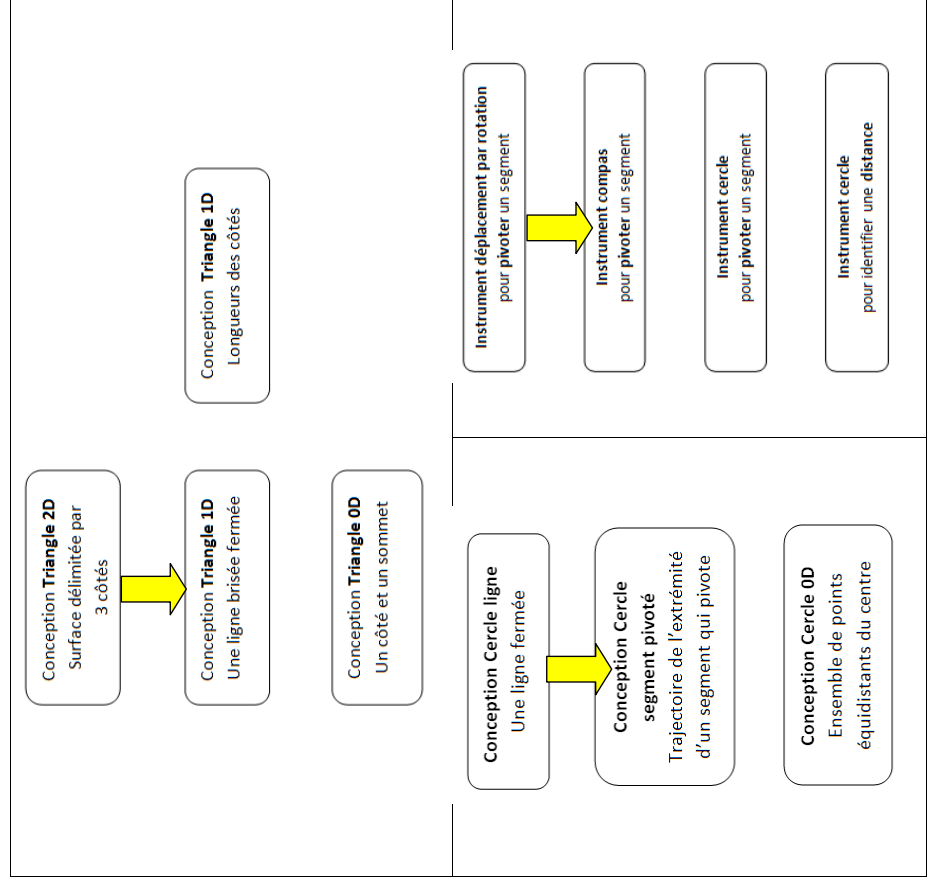 Conception Triangle 2D
Surface délimitée par
3 côtés
Conception Triangle 1D
Une ligne brisée fermée
Conception Triangle 1D
Longueurs des côtés
Conception Triangle 0D
Un côté et un sommet
Conception Cercle ligne
Une ligne fermée
Conception Cercle
segment pivoté
Trajectoire de l'extrémité
d'un segment qui pivote
Conception Cercle 0D
Ensemble de points
équidistants du centre
Instrument déplacement par rotation
pour pivoter un segment
Instrument compas
pour pivoter un segment
Instrument cercle
pour pivoter un segment
Instrument cercle
pour identifier une distance